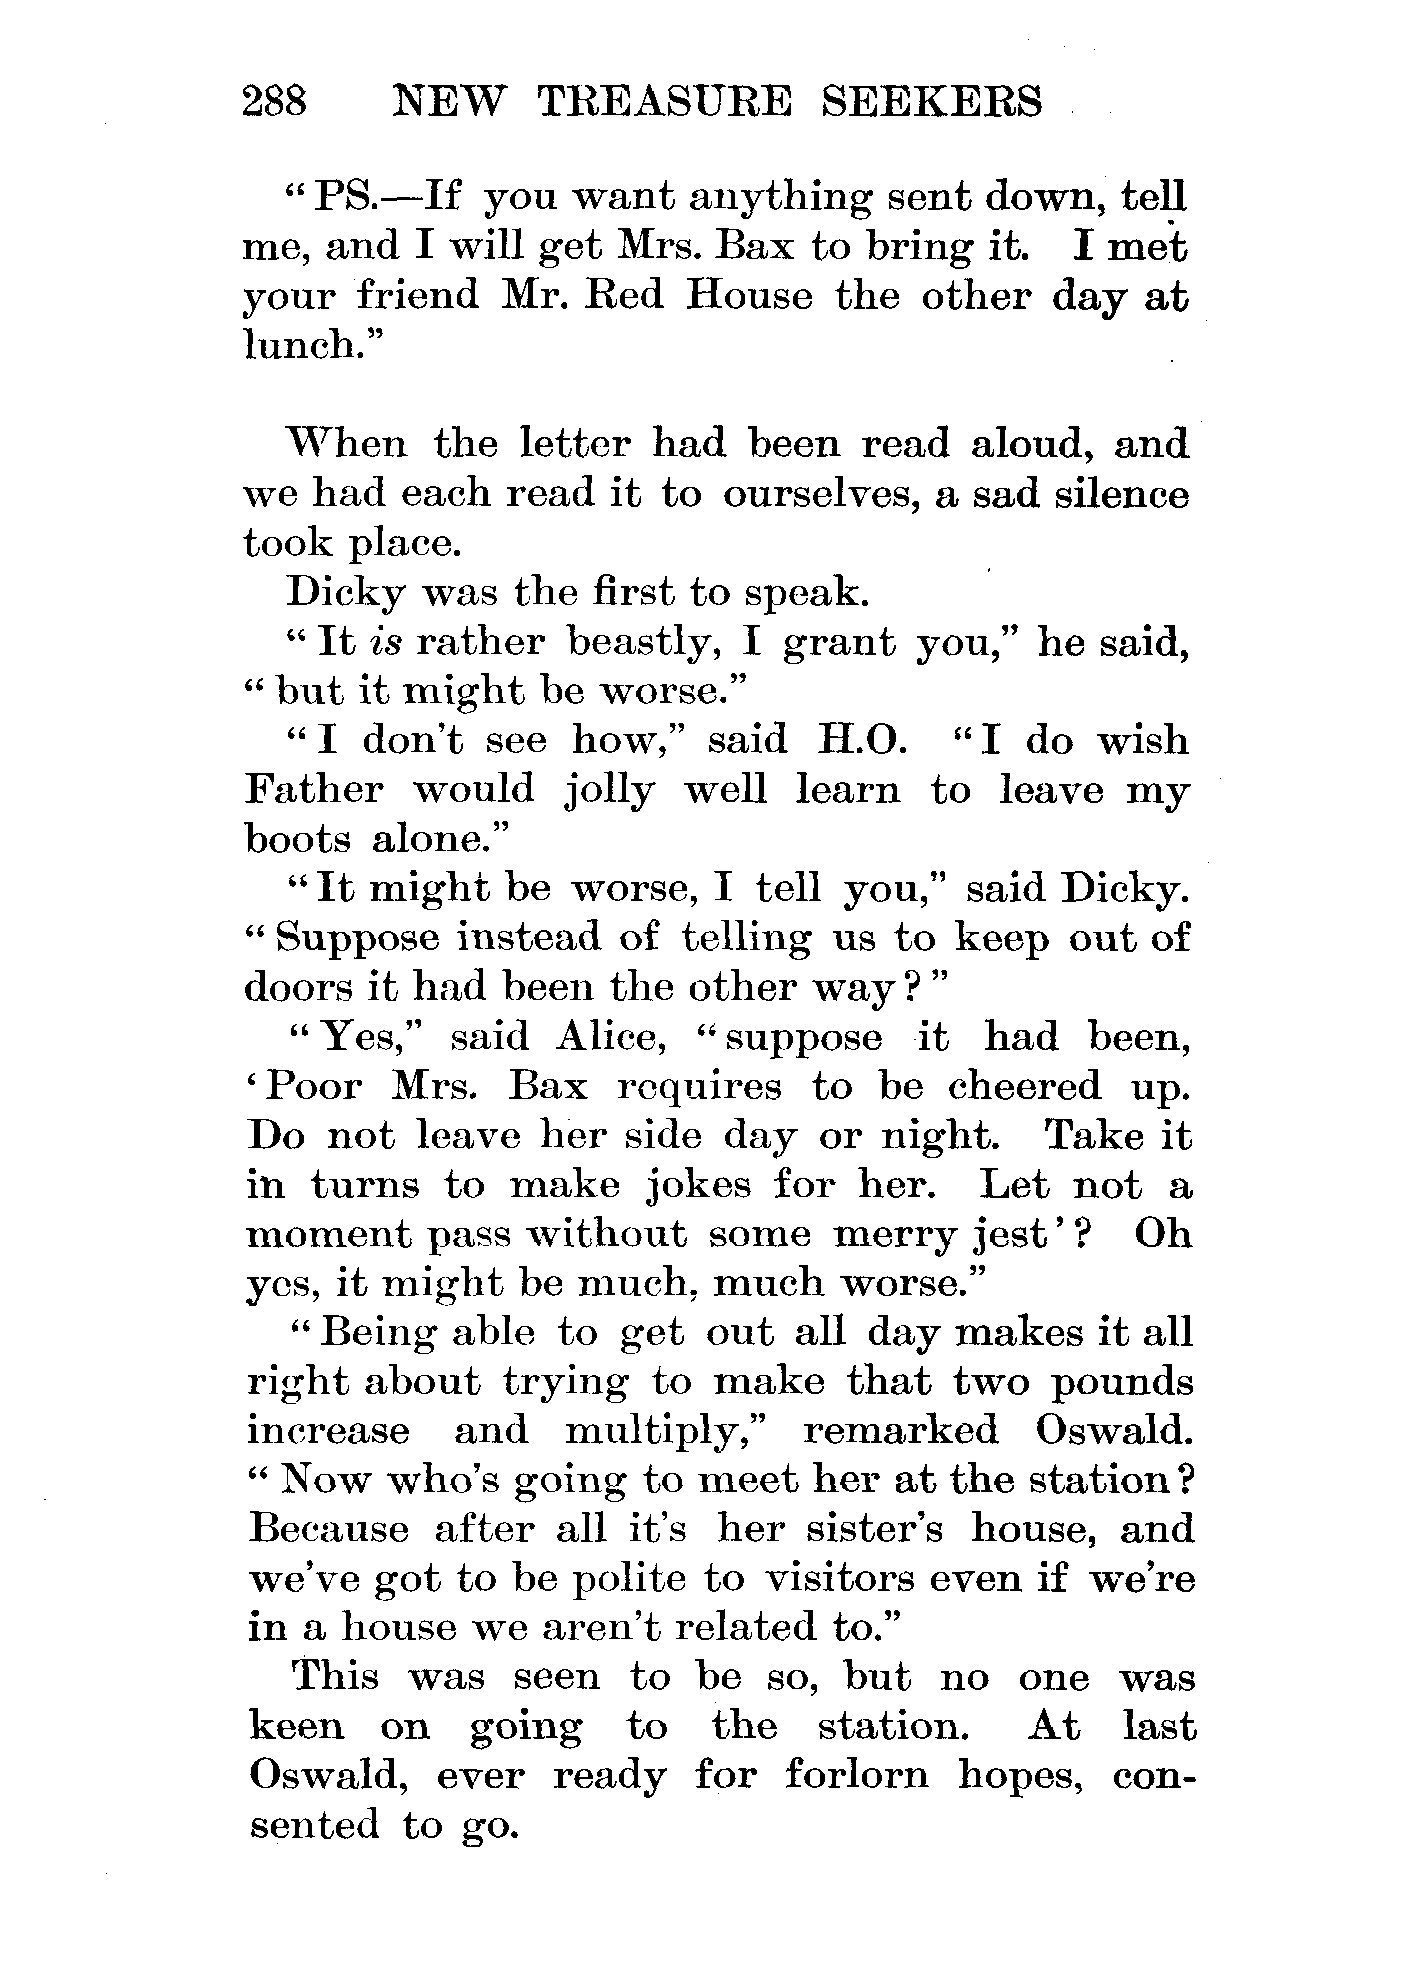 288 NEW TREASURE SEEKERS
“PS.—If you want anything sent down, tell
me, and I will get Mrs. Bax to bring it. I met
your friend Mr. Red House the other day at
lunch.”
When the letter had been read aloud, and
we had each read it to ourselves, a sad silence
took place.
Dicky was the first to speak.
“It is rather beastly, I grant you,” he said,
“but it might be worse.”
“I don't see how,” said H.O. “I do wish
Father would jolly well learn to leave my
boots alone.”
“It might be worse, I tell you,” said Dicky.
“Suppose instead of telling us to keep out of
doors it had been the other way?”
“Yes,” said Alice, “suppose it had been,
‘Poor Mrs. Bax requires to be cheered up.
Do not leave her side day or night. Take it
in turns to make jokes for her. Let not a
moment pass without some merry jest’? Oh
yes, it might be much, much worse.”
“Being able to get out all day makes it all
right about trying to make that two pounds
increase and multiply,” remarked Oswald.
“Now who's going to meet her at the station?
Because after all it's her sister's house, and
we've got to be polite to visitors even if we're
in a house we aren't related to.”
This was seen to be so, but no one was
keen on going to the station. At last
Oswald, ever ready for forlorn hopes, con-
sented to go.